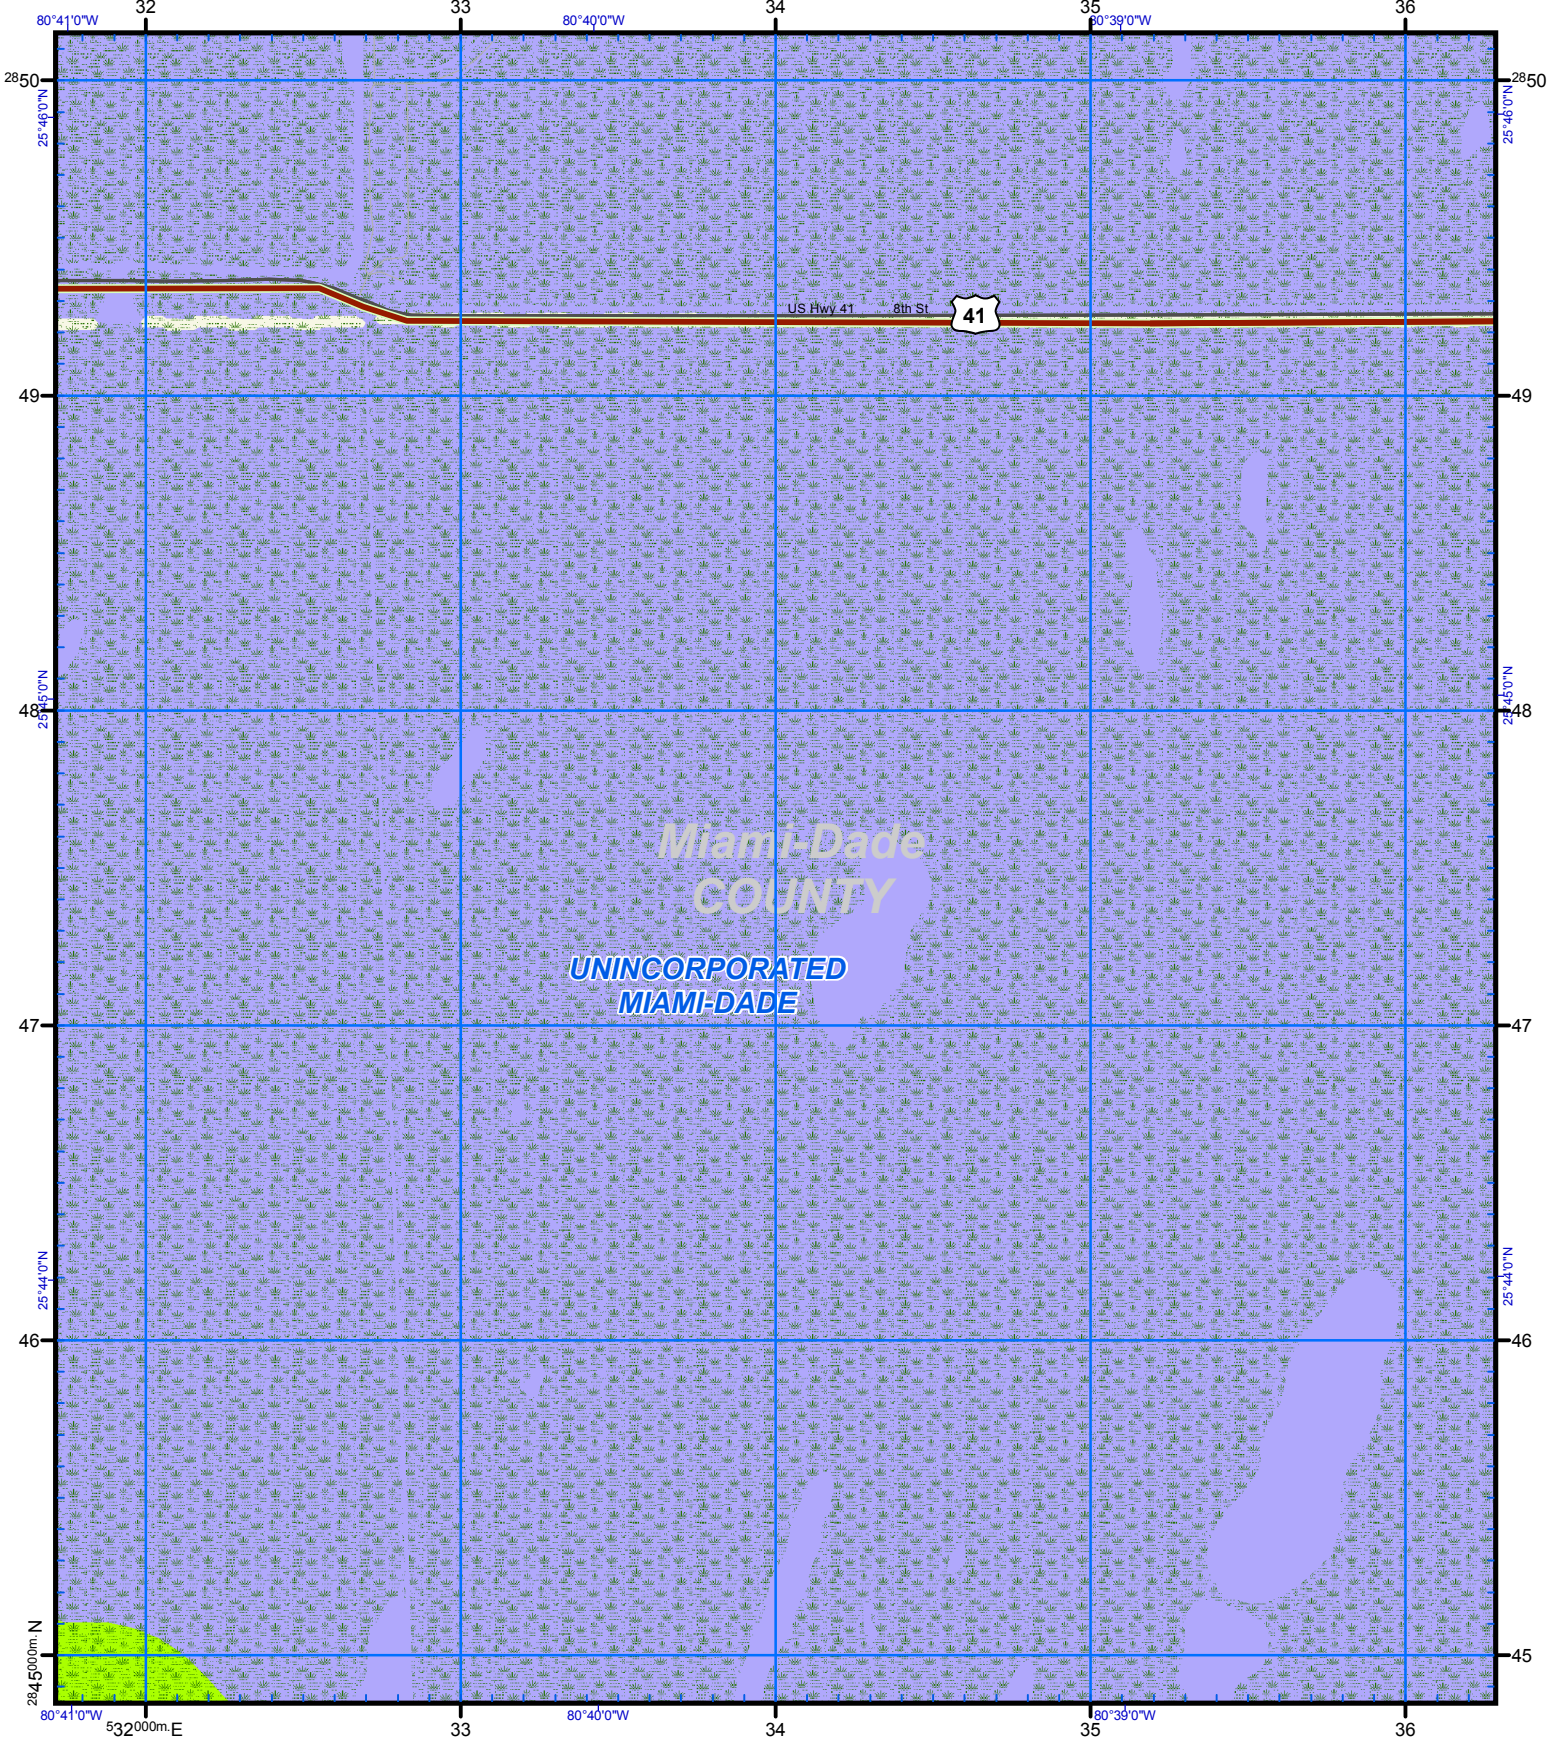 32 33 34 35 36
80°41'0"W 80°40'0"W 80°39'0"W
2850 2850
25°46'0"N 25°46'0"N
US Hwy 41 8th St 41
49 49
25°45'0"N 25°45'0"N
48 48
Miami-Dade
COUNTY
UNINCORPORATED
MIAMI-DADE
47 47
25°44'0"N 25°44'0"N
46 46
2845000m. N 45
80°41'0"W 80°40'0"W 80°39'0"W
532000m. E 33 34 35 36